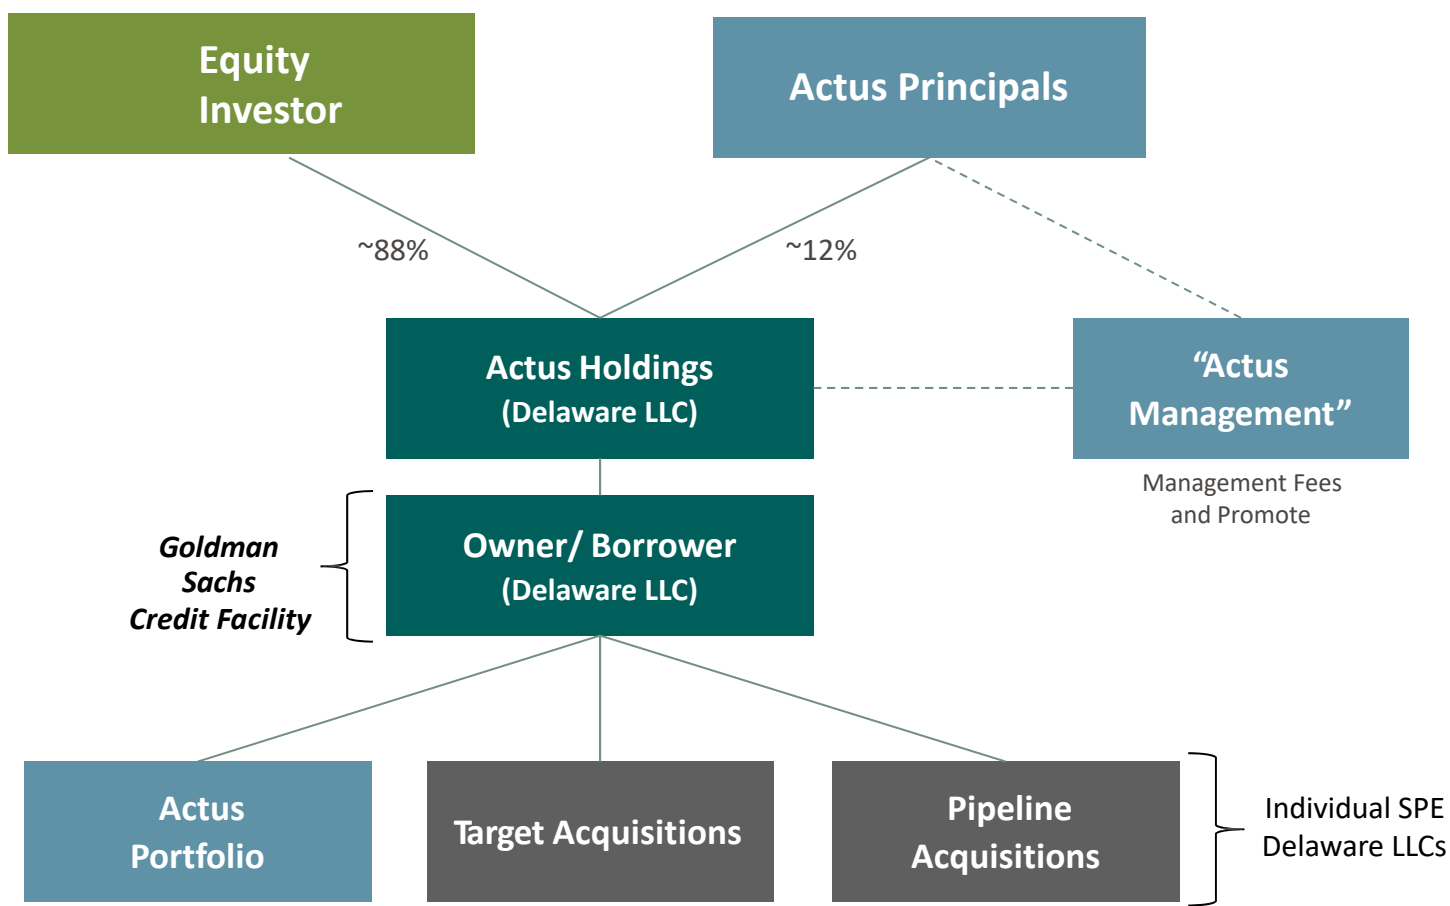 Equity
Investor
Actus Principals
~88%
~12%
Actus Holdings
(Delaware LLC)
“Actus
Management”
Management Fees
and Promote
Goldman
Sachs
Credit Facility
Owner/ Borrower
(Delaware LLC)
Actus
Portfolio
Target Acquisitions
Pipeline
Acquisitions
Individual SPE
Delaware LLCs